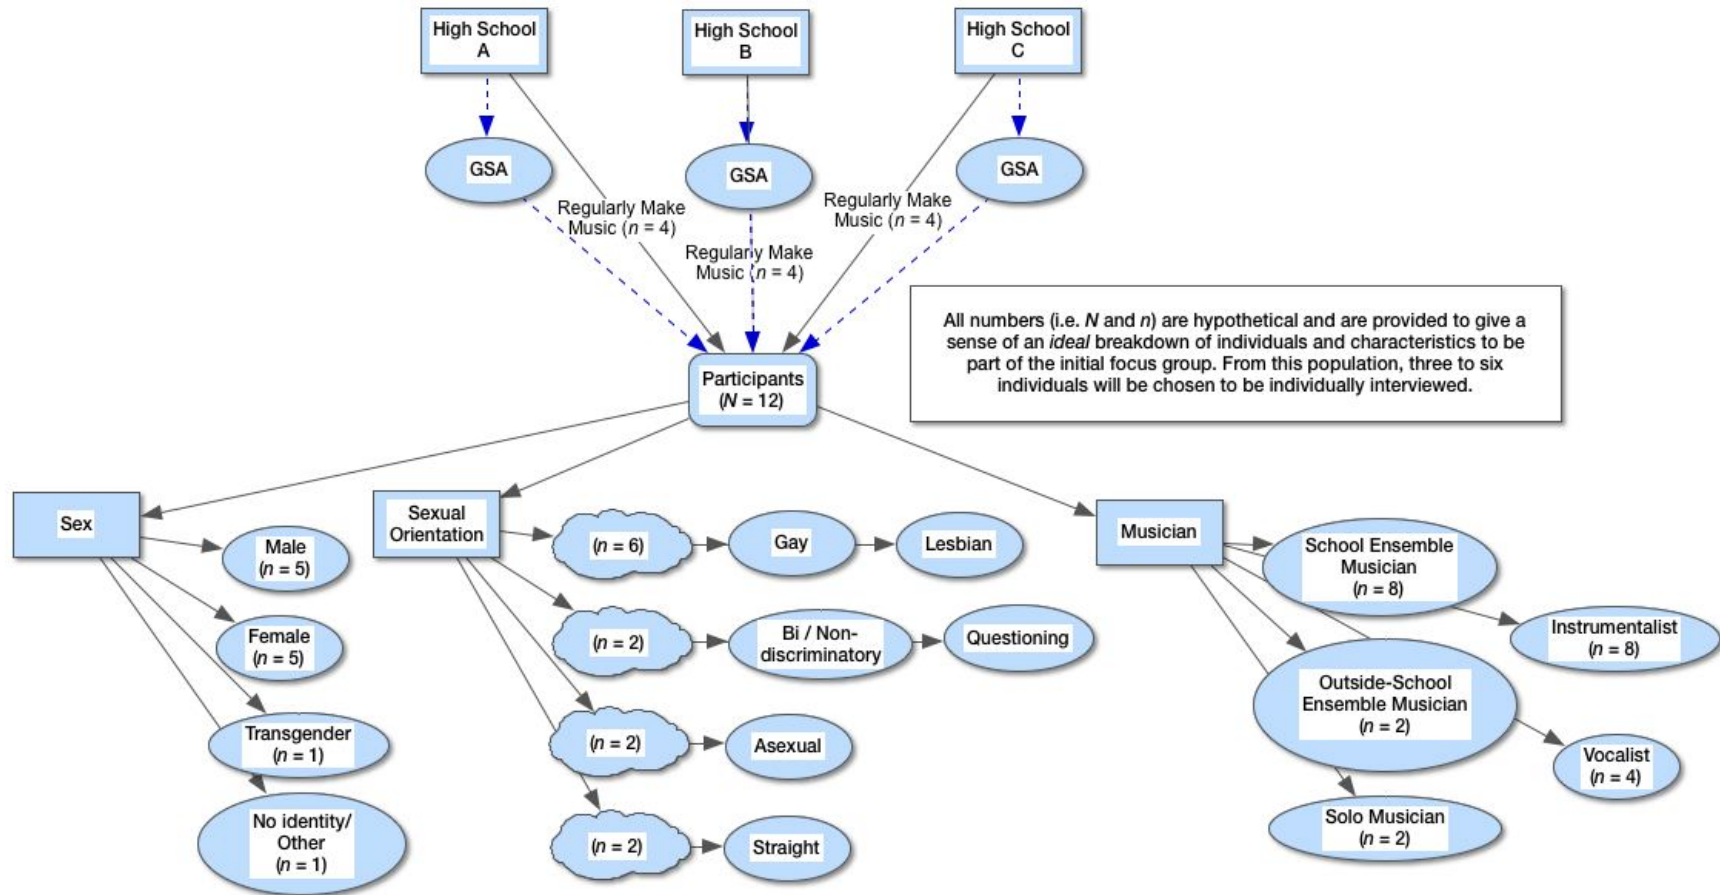 High School
A
High School
B
High School
C
GSA
GSA
GSA
Regularly Make
Music (n = 4)
Regularly Make
Music (n = 4)
Regularly Make
Music (n = 4)
Participants
(N = 12)
All numbers (i.e. N and n) are hypothetical and are provided to give a
sense of an ideal breakdown of individuals and characteristics to be
part of the initial focus group. From this population, three to six
individuals will be chosen to be individually interviewed.
Sex
Male
(n = 5)
Female
(n = 5)
Transgender
(n = 1)
No identity/
Other
(n = 1)
Sexual
Orientation
(n = 6)
Gay
Lesbian
(n = 2)
Bi / Non-
discriminatory
Questioning
(n = 2)
Asexual
(n = 2)
Straight
Musician
School Ensemble
Musician
(n = 8)
Instrumentalist
(n = 8)
Outside-School
Ensemble Musician
(n = 2)
Vocalist
(n = 4)
Solo Musician
(n = 2)